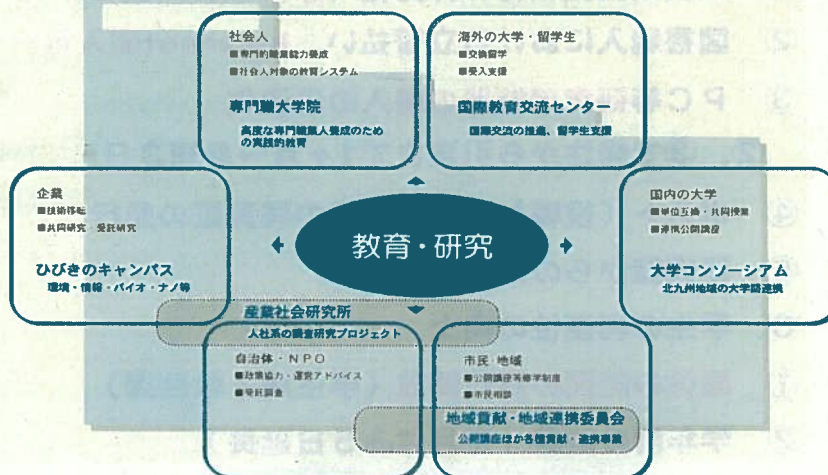 社会人
■専門的職業能力養成
■社会人対象の教育システム
専門職大学院
高度な専門職業人養成のため
の実践的教育
海外の大学・留学生
■交換留学
■受入支援
国際教育交流センター
国際交流の推進、留学生支援
企業
■技術移転
■共同研究・受託研究
ひびきのキャンパス
環境・情報・バイオ・ナノ等
教育・研究
国内の大学
■単位互換・共同授業
■連携公開講座
大学コンソーシアム
北九州地域の大学間連携
産業社会研究所
人社系の調査研究プロジェクト
自治体・NPO
■政策協力・運営アドバイス
■受託調査
市民・地域
■公開講座等修学制度
■市民相談
地域貢献・地域連携委員会
公開講座ほか各種貢献・連携事業